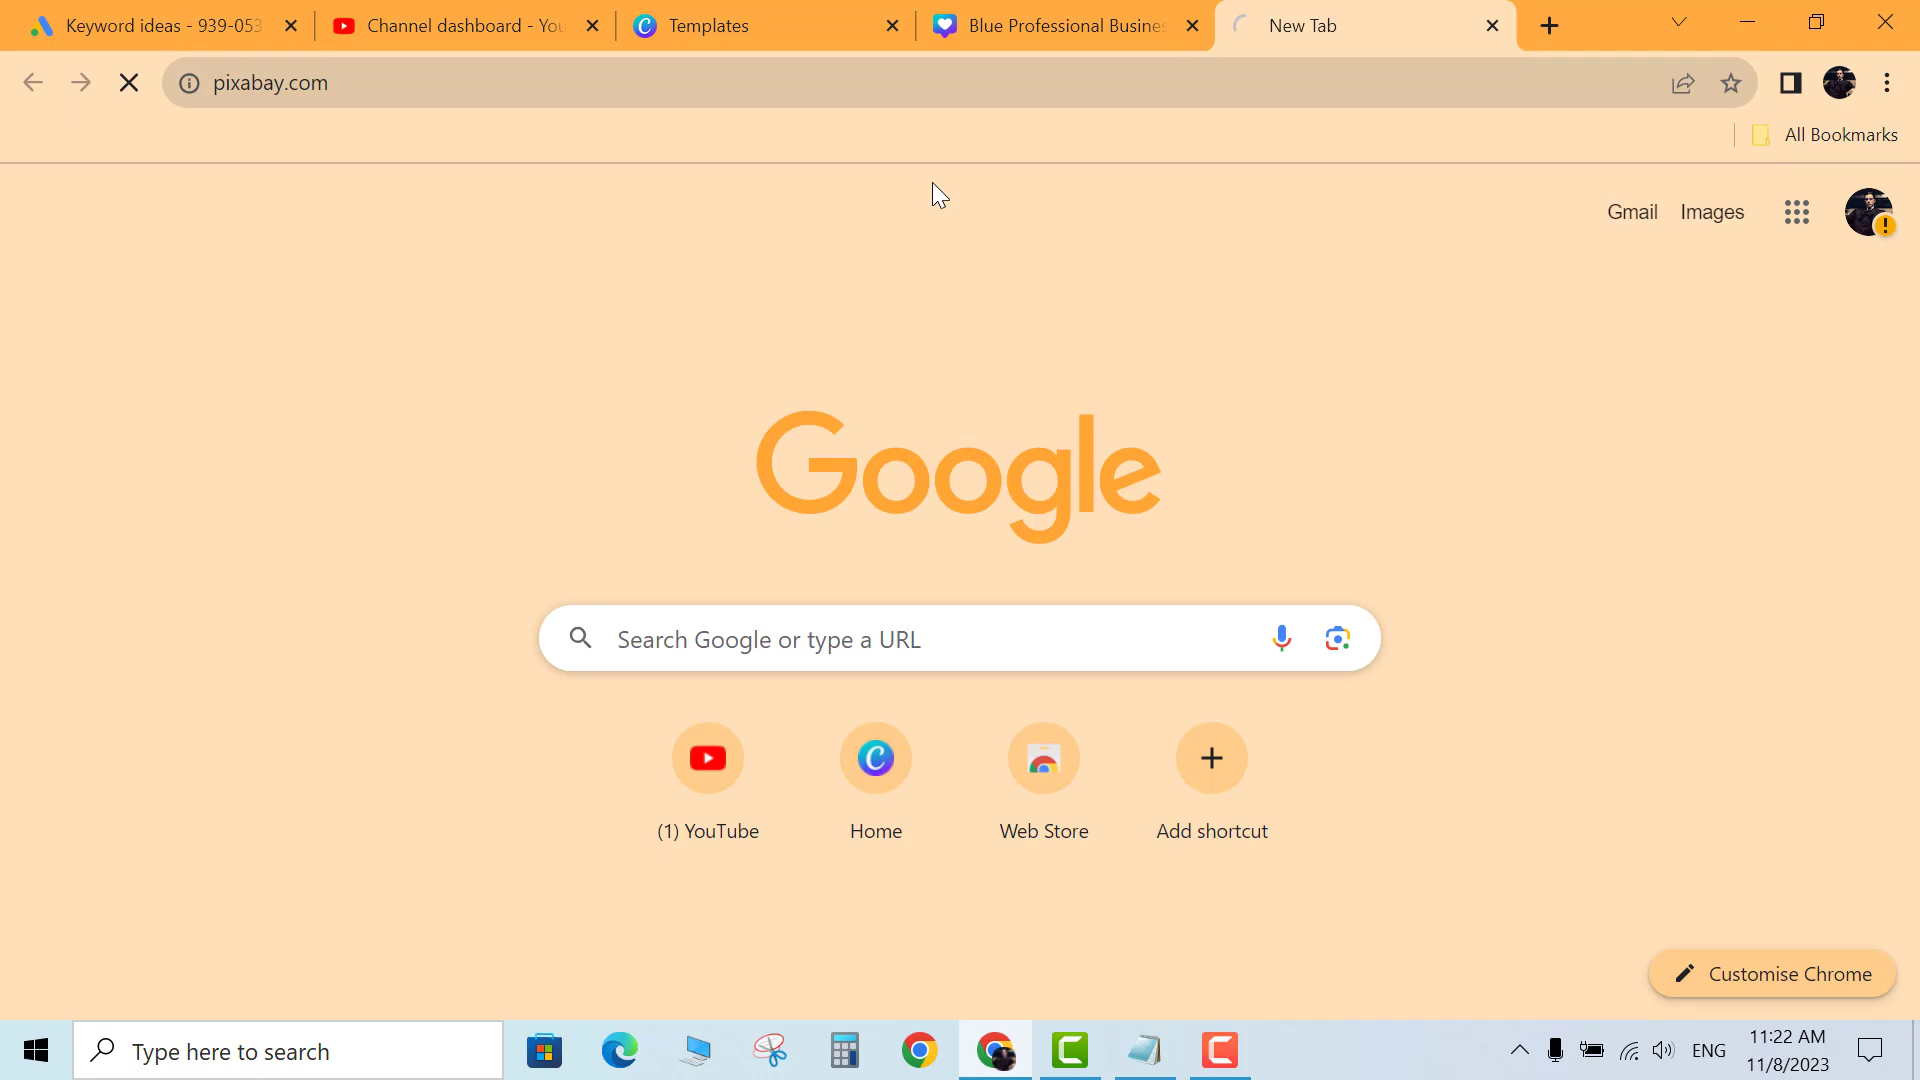 Keyword ideas - 939-053
Channel dashboard - You
Templates
Blue Professional Busines
New Tab
pixabay.com
All Bookmarks
Gmail
Images
Google
Search Google or type a URL
(1) YouTube
Home
Web Store
Add shortcut
Customise Chrome
Type here to search
ENG
11:22 AM
11/8/2023